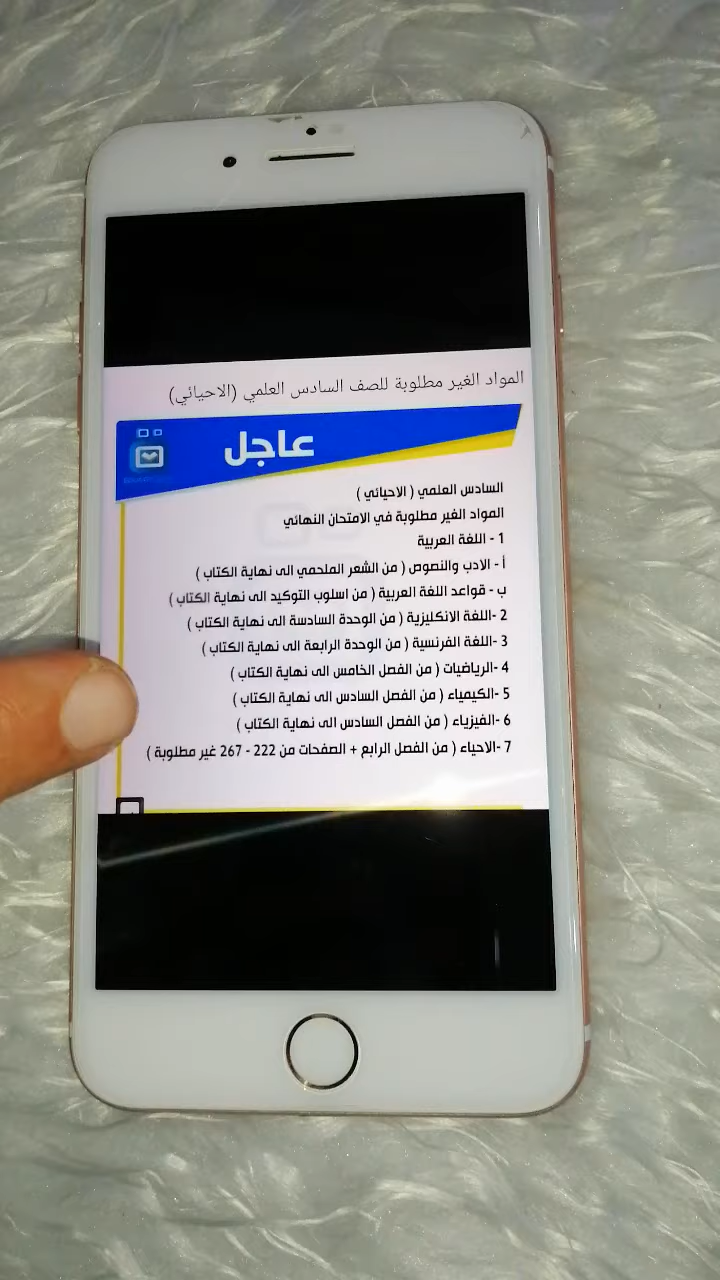 المواد الغير مطلوبة للصف السادس العلمي (الاحيائي)
عاجل
السادس العلمي ( الاحيائي )
المواد الغير مطلوبة في الامتحان النهائي
1 - اللغة العربية
أ - الادب والنصوص ( من الشعر الملحمي الى نهاية الكتاب )
ب - قواعد اللغة العربية ( من اسلوب التوكيد الى نهاية الكتاب )
2 -اللغة الانكليزية ( من الوحدة السادسة الى نهاية الكتاب )
3 -اللغة الفرنسية ( من الوحدة الرابعة الى نهاية الكتاب )
4 -الرياضيات ( من الفصل الخامس الى نهاية الكتاب )
5 -الكيمياء ( من الفصل السادس الى نهاية الكتاب )
6 -الفيزياء ( من الفصل السادس الى نهاية الكتاب )
7 -الاحياء ( من الفصل الرابع + الصفحات من 222 - 267 غير مطلوبة )